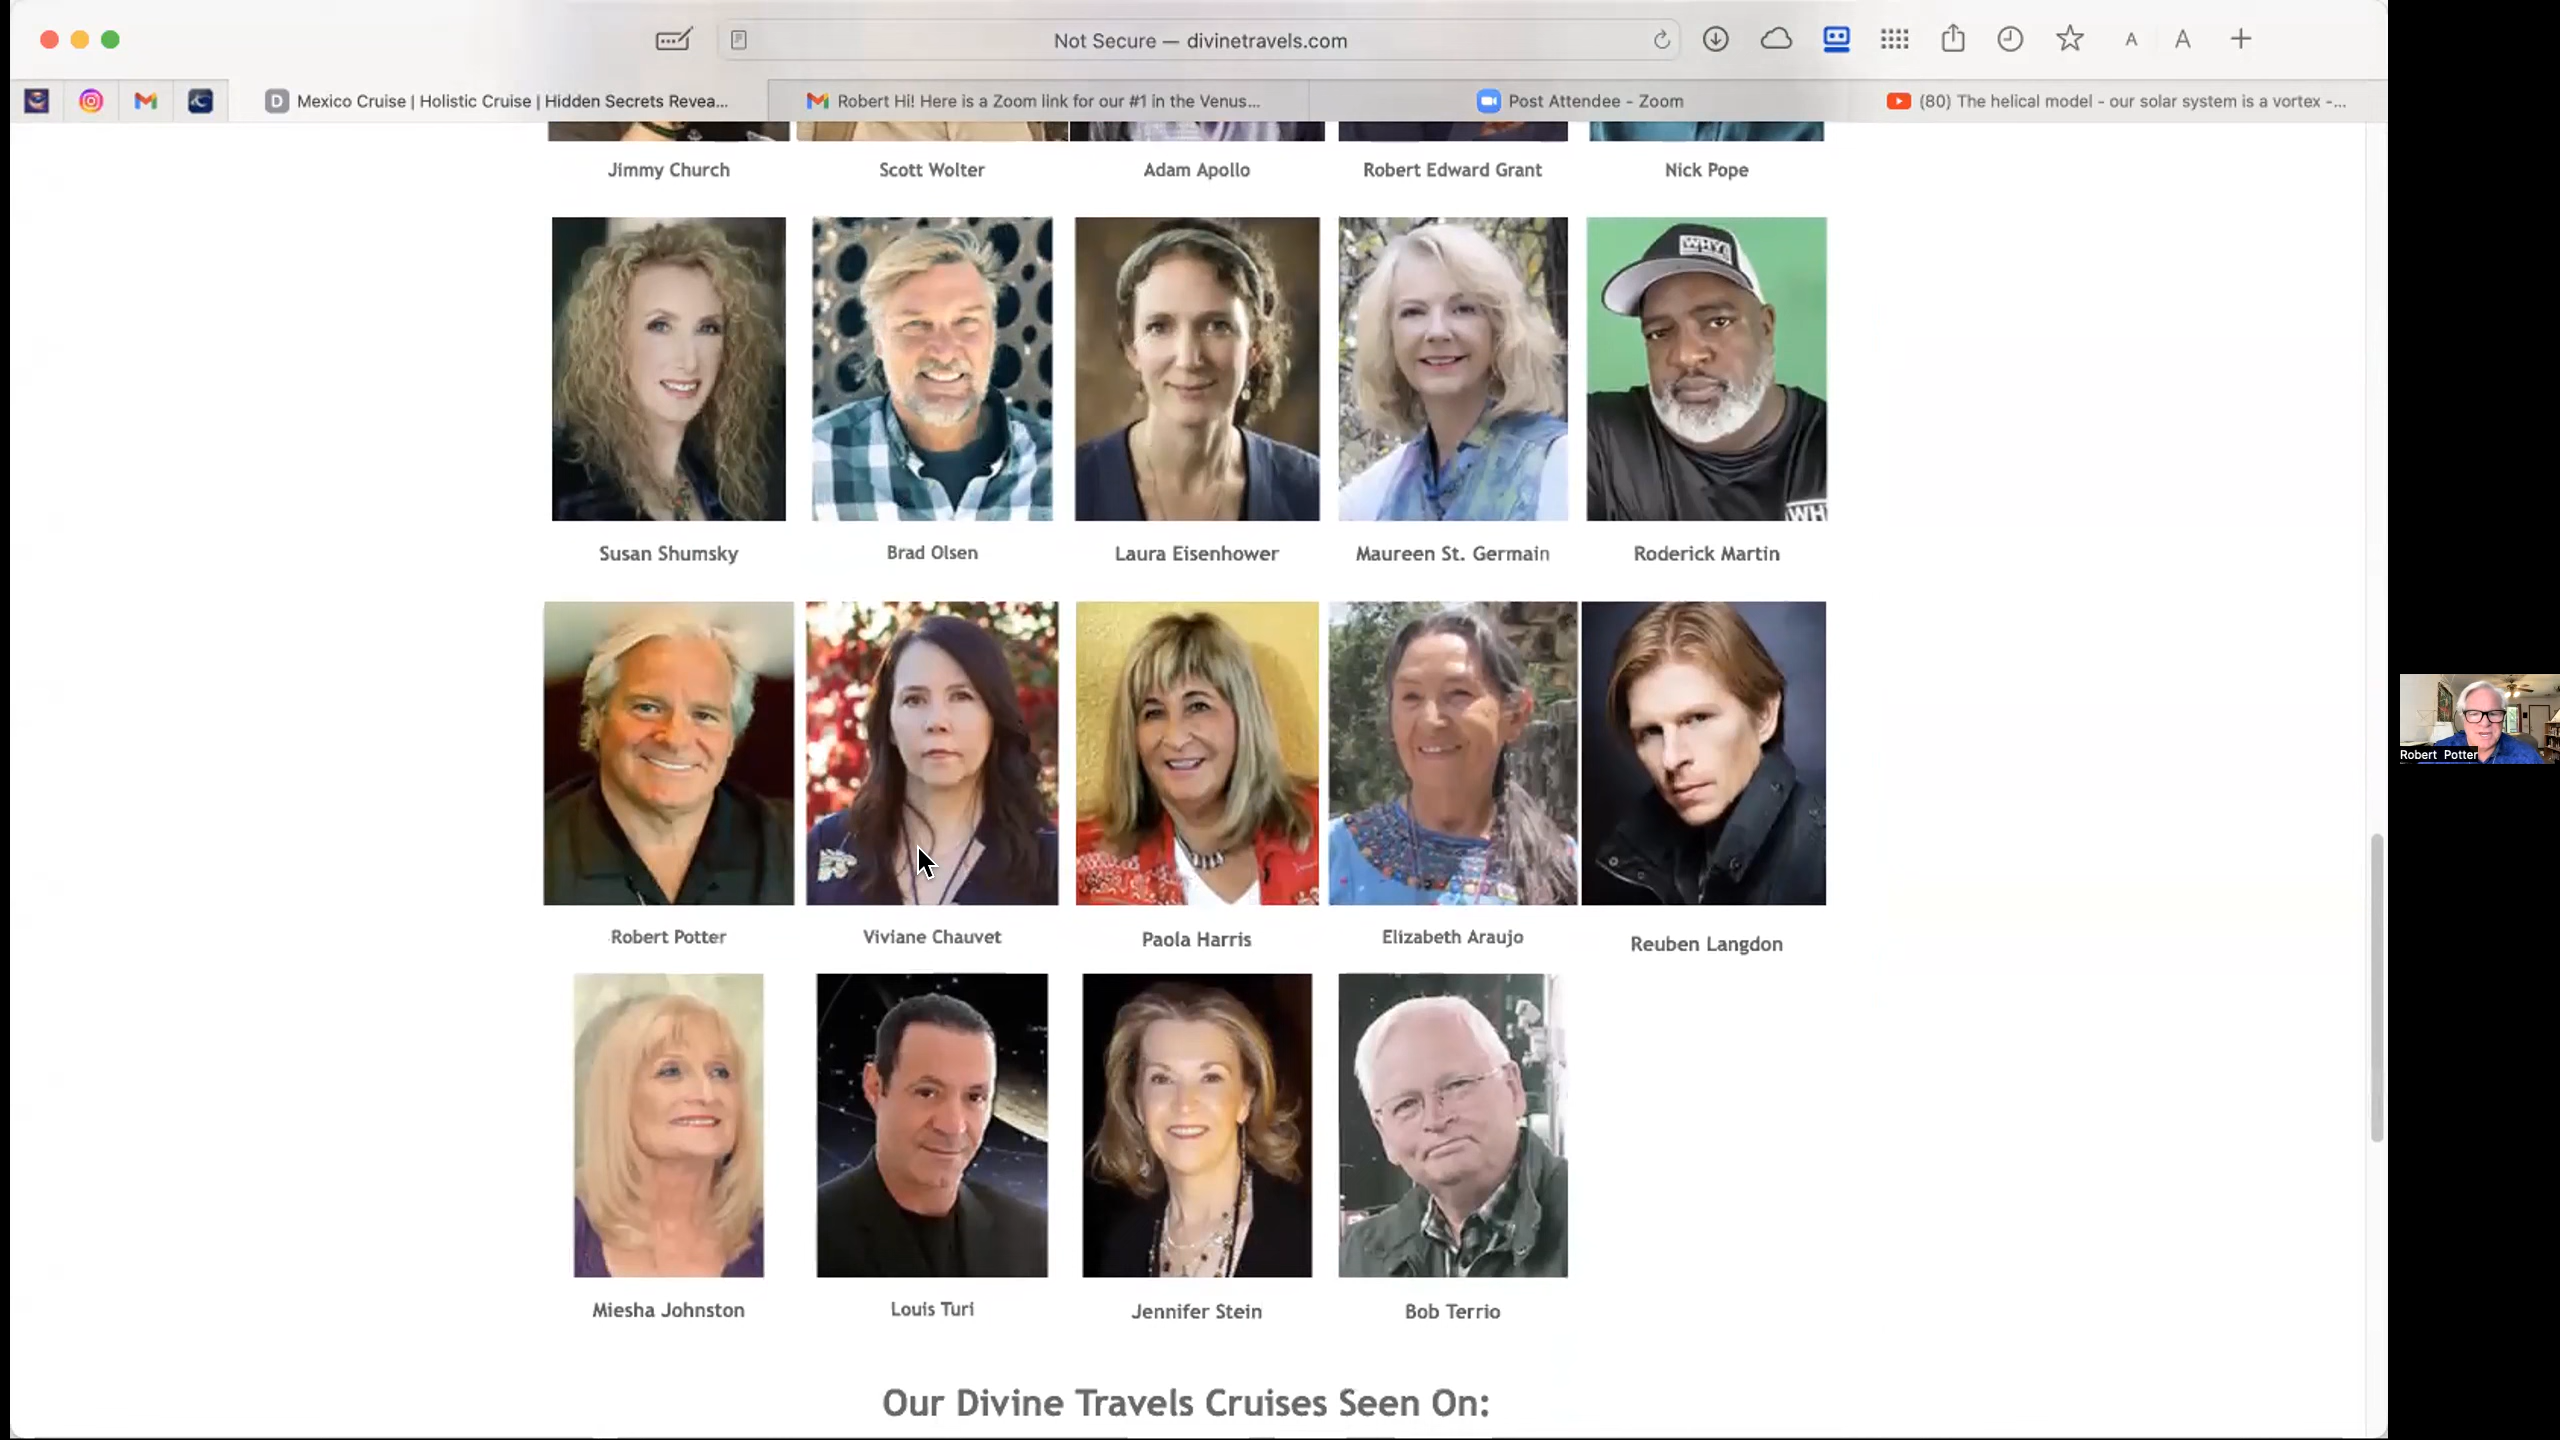 Not Secure — divinetravels.com
A A
D Mexico Cruise | Holistic Cruise | Hidden Secrets Revea...
Robert Hi! Here is a Zoom link for our #1 in the Venus...
Post Attendee - Zoom
(80) The helical model - our solar system is a vortex -...
Jimmy Church
Scott Wolter
Adam Apollo
Robert Edward Grant
Nick Pope
WHY
WH
Susan Shumsky
Brad Olsen
Laura Eisenhower
Maureen St. Germain
Roderick Martin
Robert Potter
Robert Potter
Viviane Chauvet
Paola Harris
Elizabeth Araujo
Reuben Langdon
Miesha Johnston
Louis Turi
Jennifer Stein
Bob Terrio
Our Divine Travels Cruises Seen On: